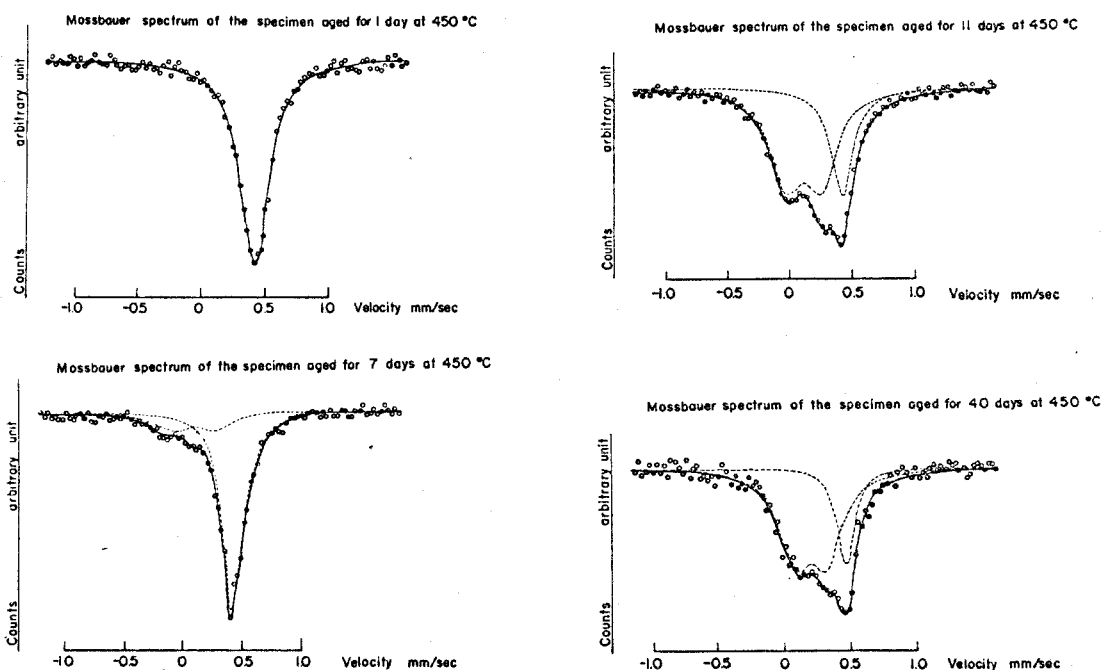 Mossbauer spectrum of the specimen aged for 1 day at 450 °C
arbitrary unit
Counts
-1.0 -0.5 0 0.5 1.0 Velocity mm/sec
Mossbauer spectrum of the specimen aged for 11 days at 450 °C
arbitrary unit
Counts
-1.0 -0.5 0 0.5 1.0 Velocity mm/sec
Mossbauer spectrum of the specimen aged for 7 days at 450 °C
arbitrary unit
Counts
-1.0 -0.5 0 0.5 1.0 Velocity mm/sec
Mossbauer spectrum of the specimen aged for 40 days at 450 °C
arbitrary unit
Counts
-1.0 -0.5 0 0.5 1.0 Velocity mm/sec